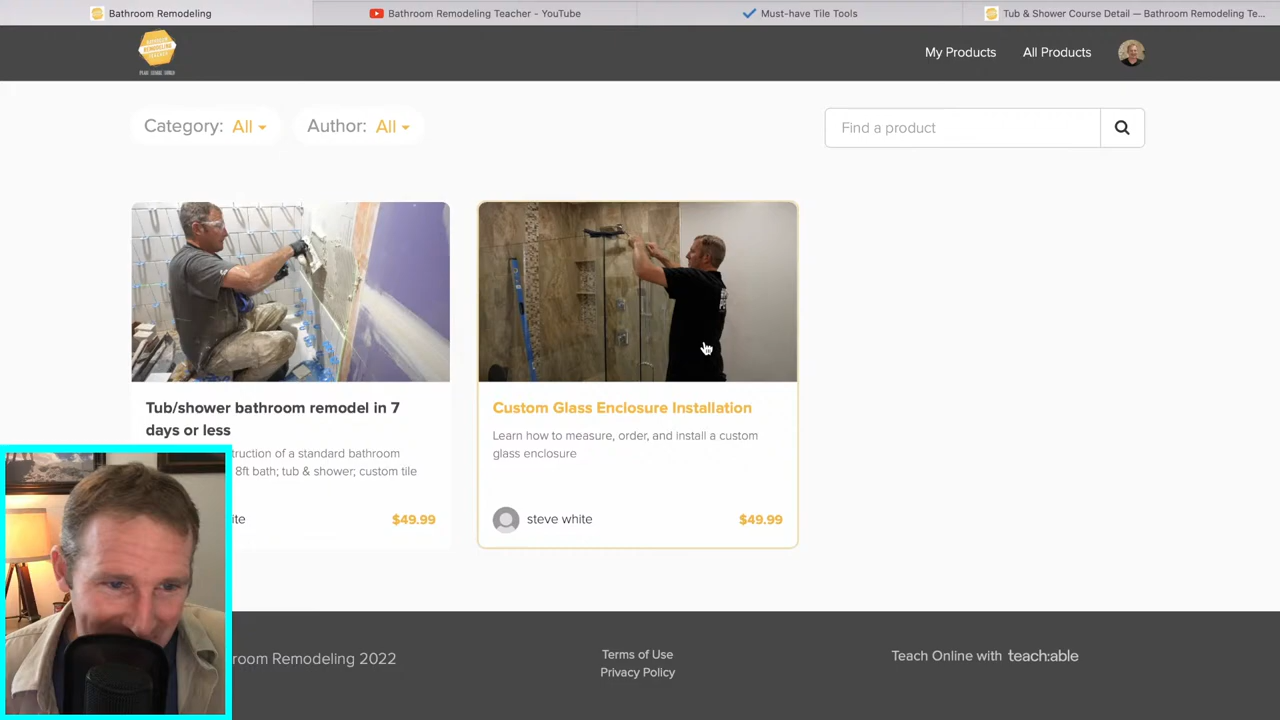 Bathroom Remodeling
Bathroom Remodeling Teacher - YouTube
Must-have Tile Tools
Tub & Shower Course Detail — Bathroom Remodeling Te...
REMODELING
My Products
All Products
Category: All
Author: All
Find a product
Tub/shower bathroom remodel in 7
days or less
truction of a standard bathroom
8ft bath; tub & shower; custom tile
ite
$49.99
Custom Glass Enclosure Installation
Learn how to measure, order, and install a custom
glass enclosure
steve white
$49.99
room Remodeling 2022
Terms of Use
Privacy Policy
Teach Online with teach:able